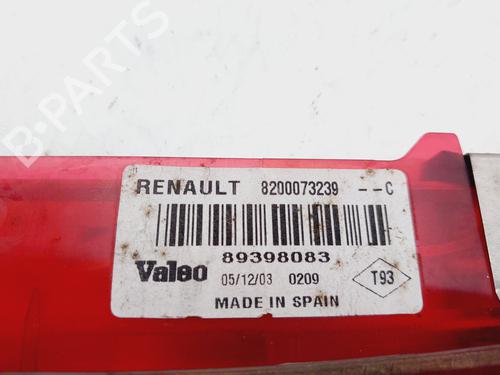 B-PARTS
RENAULT 8200073239 --C
89398083
Valeo 05/12/03 0209 T93
MADE IN SPAIN